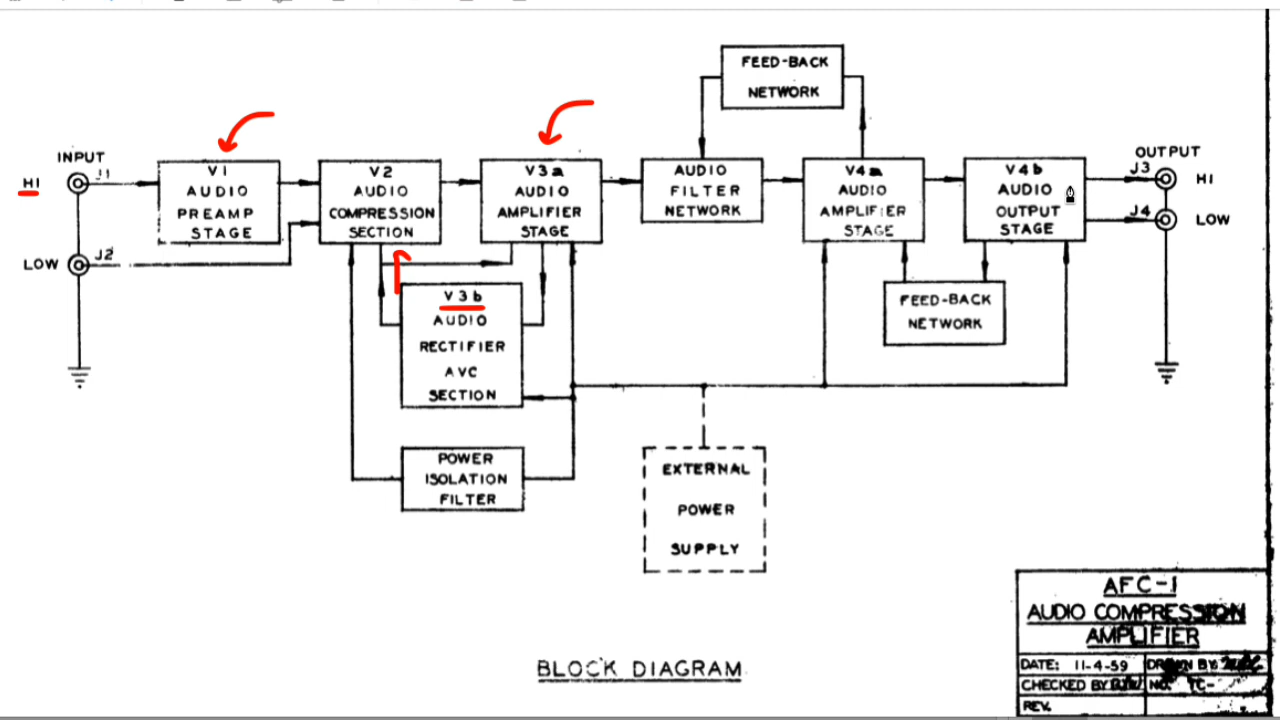 FEED-BACK
NETWORK
INPUT
J1
HI
LOW
J2
V1
AUDIO
PREAMP
STAGE
V2
AUDIO
COMPRESSION
SECTION
V3a
AUDIO
AMPLIFIER
STAGE
AUDIO
FILTER
NETWORK
V4a
AUDIO
AMPLIFIER
STAGE
V4b
AUDIO
OUTPUT
STAGE
OUTPUT
J3
HI
J4
LOW
V3b
AUDIO
RECTIFIER
AVC
SECTION
FEED-BACK
NETWORK
POWER
ISOLATION
FILTER
EXTERNAL
POWER
SUPPLY
BLOCK DIAGRAM
AFC-1
AUDIO COMPRESSION
AMPLIFIER
DATE: 11-4-59 DRAWN BY:
CHECKED BY NO. TC-
REV.